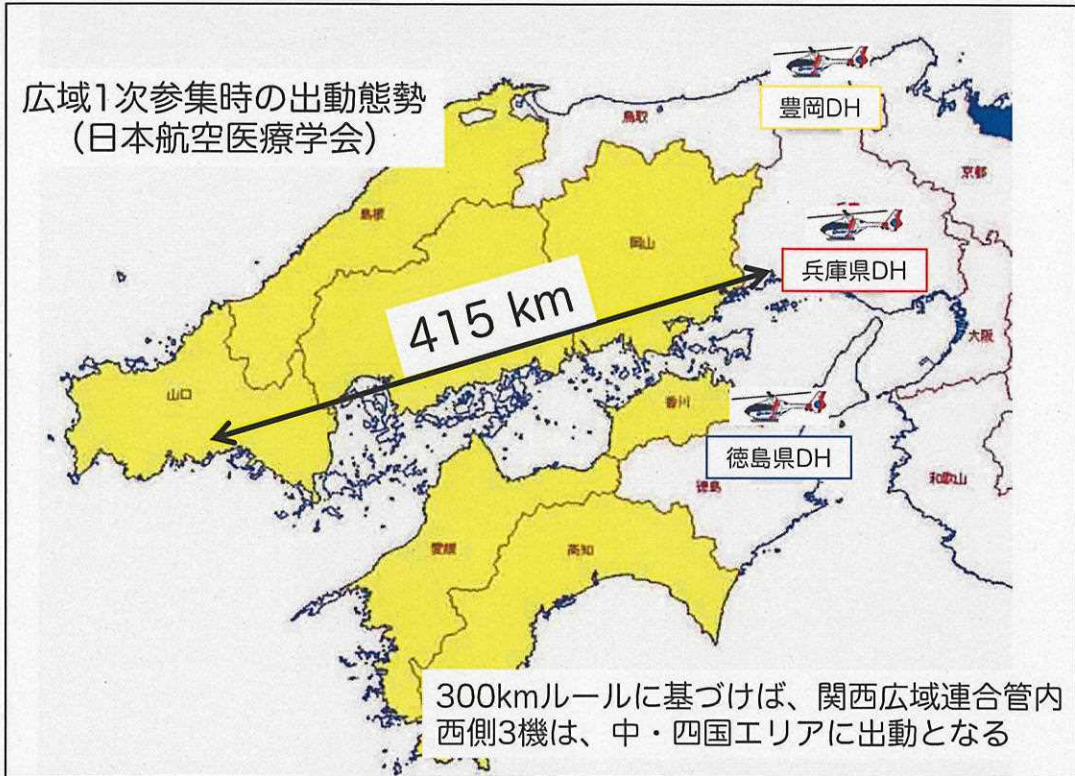 広域1次参集時の出動態勢
（日本航空医療学会）
豊岡DH
鳥取
京都
島根
岡山
兵庫県DH
415 km
大阪
山口
香川
徳島県DH
徳島
和歌山
愛媛
高知
300kmルールに基づけば、関西広域連合管内
西側3機は、中・四国エリアに出動となる